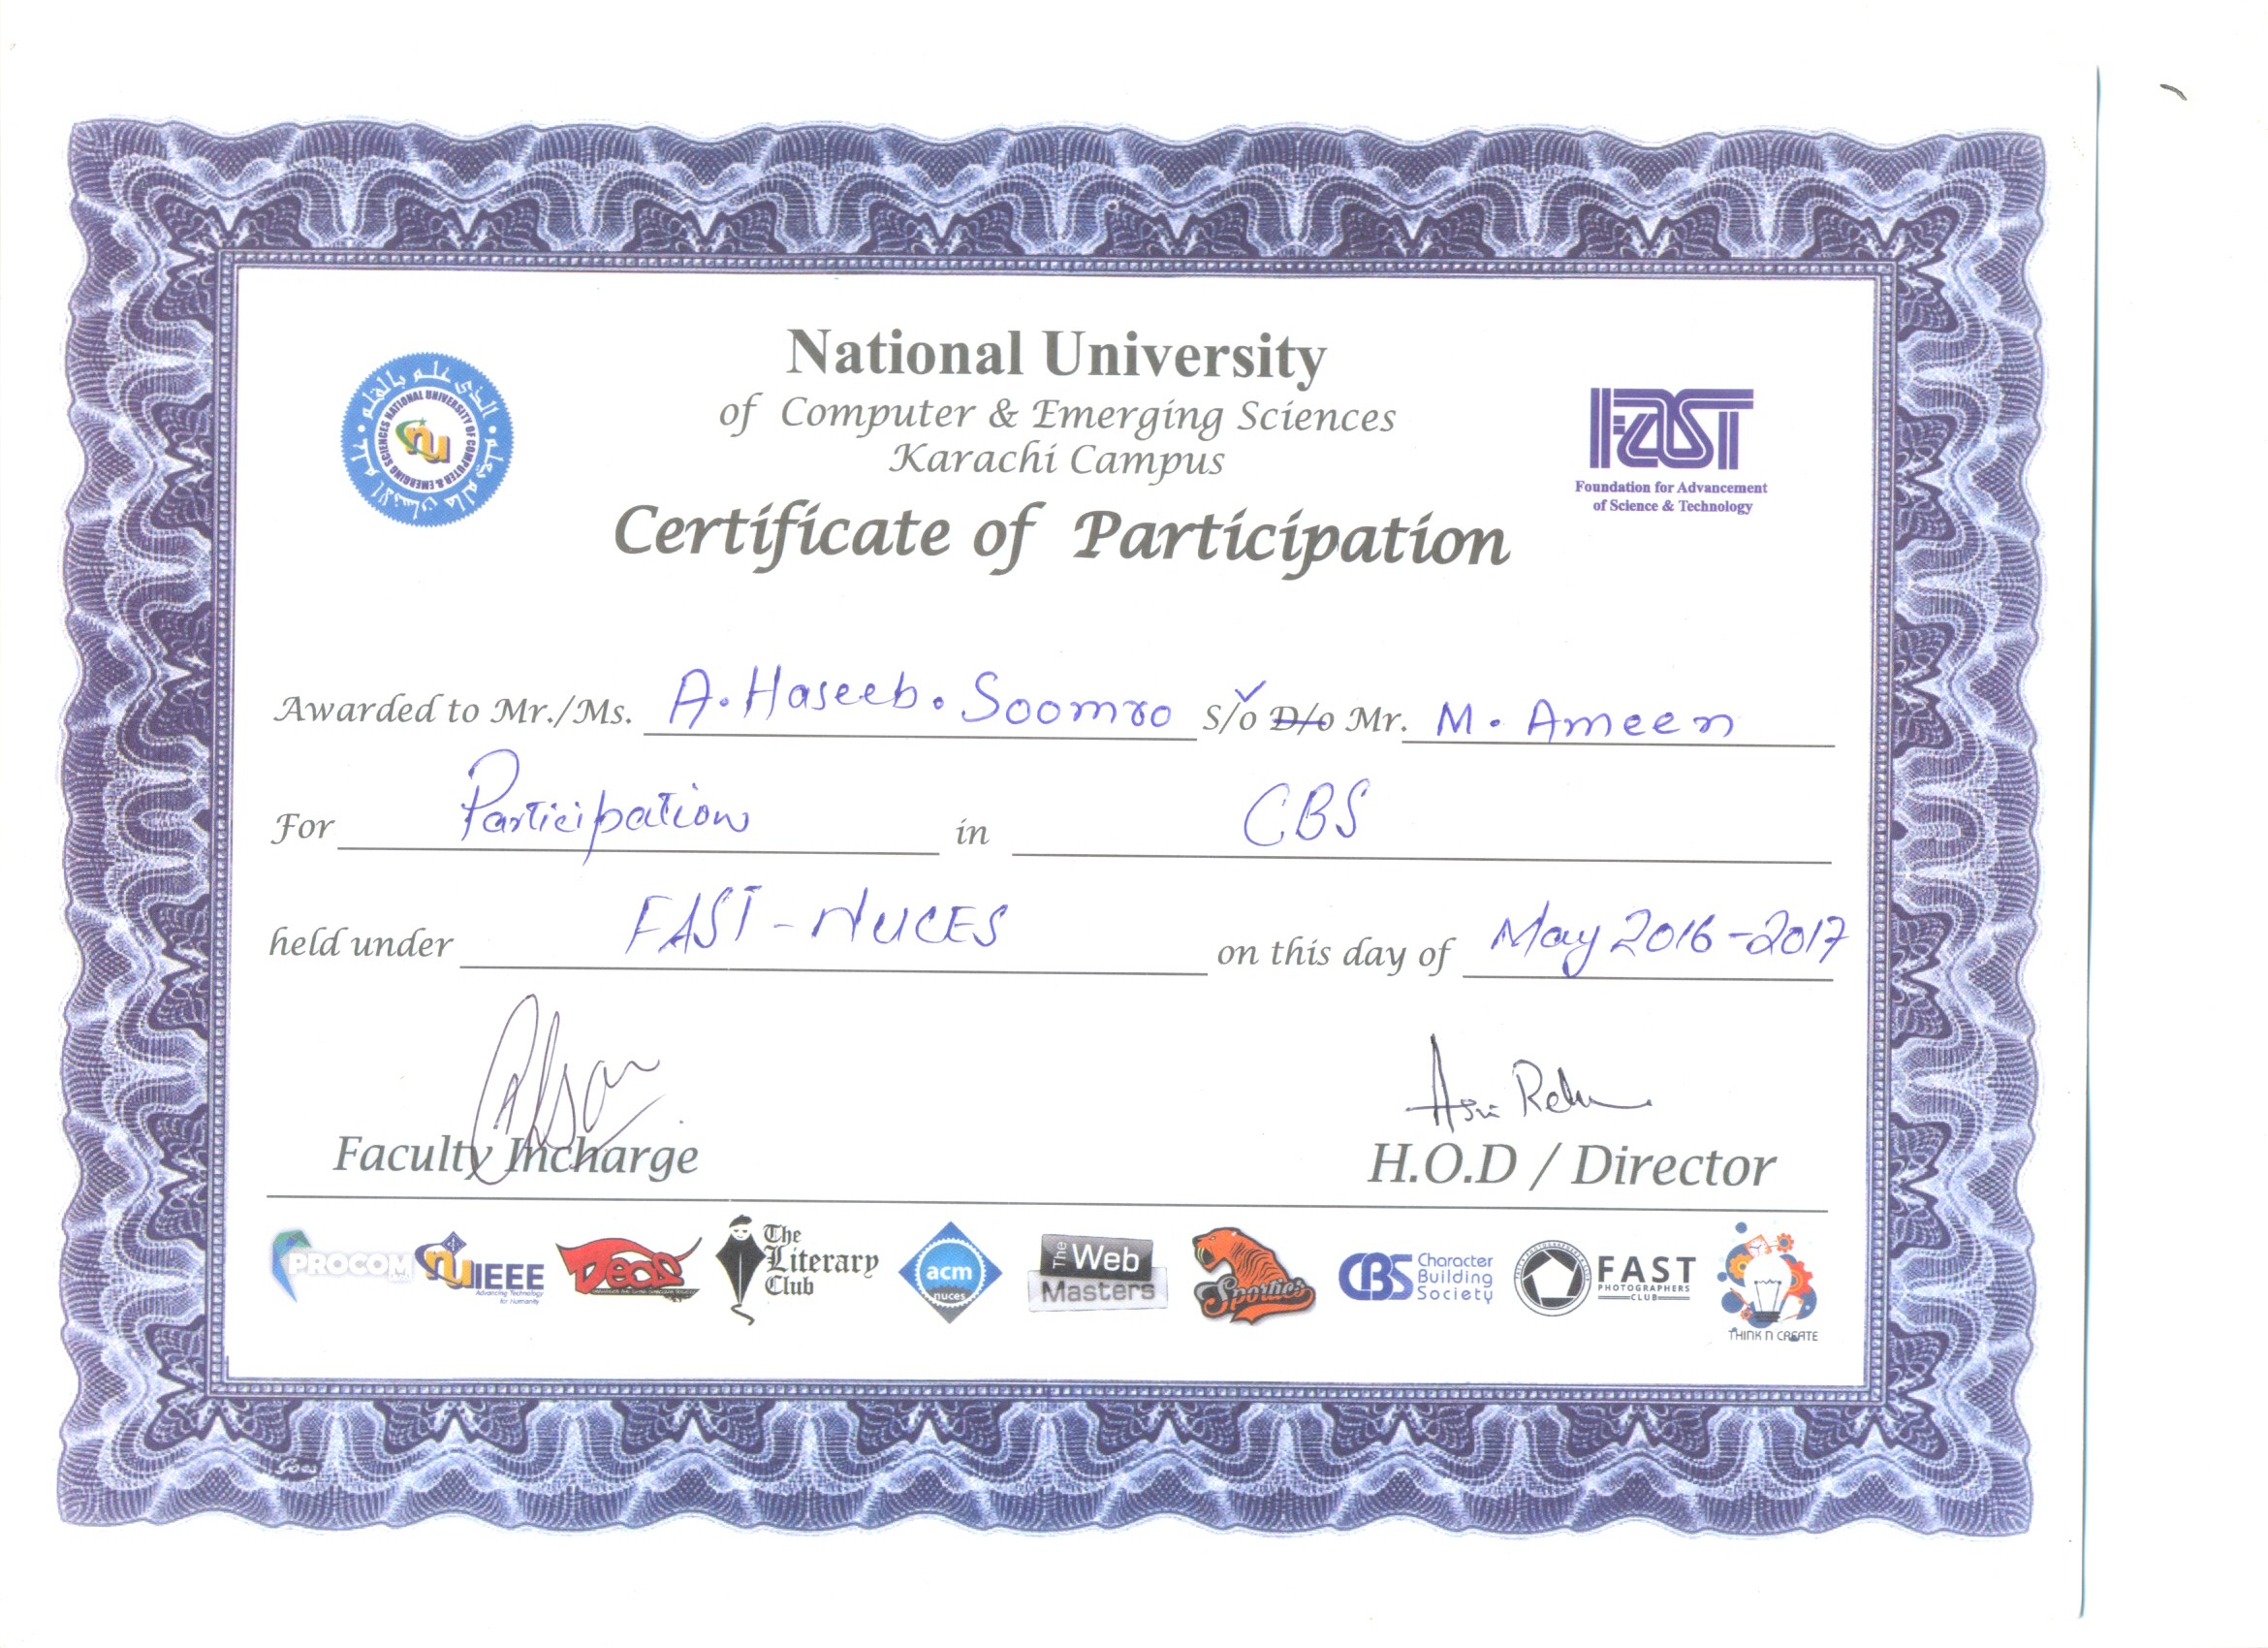 National University
of Computer & Emerging Sciences
Karachi Campus
Certificate of Participation
NATIONAL UNIVERSITY OF COMPUTER & EMERGING SCIENCES
nu
FAST
Foundation for Advancement
of Science & Technology
Awarded to Mr./Ms. A. Haseeb. Soomro S/o D/o Mr. M. Ameen
For Participation in CBS
held under FAST-NUCES on this day of May 2016-2017
Faculty Incharge
H.O.D / Director
PROCOM
nu IEEE
Advancing Technology
for Humanity
Decs
The
Literary
Club
acm
nuces
The Web
Masters
Sporties
CBS Character
Building
Society
FAST
PHOTOGRAPHERS
CLUB
THINK N CREATE
Goes